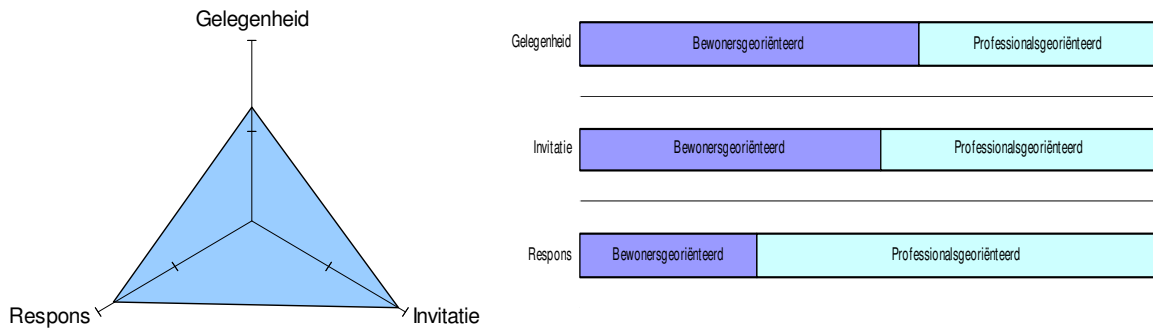 Gelegenheid
Respons
Invitatie
Gelegenheid Bewonersgeoriënteerd Professionalsgeoriënteerd
Invitatie Bewonersgeoriënteerd Professionalsgeoriënteerd
Respons Bewonersgeoriënteerd Professionalsgeoriënteerd